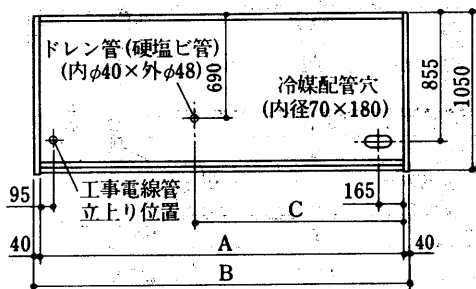 ドレン管(硬塩ビ管)
(内φ40×外φ48)
690
冷媒配管穴
(内径70×180)
855
1050
95
工事電線管
立上り位置
165
C
40
A
40
B